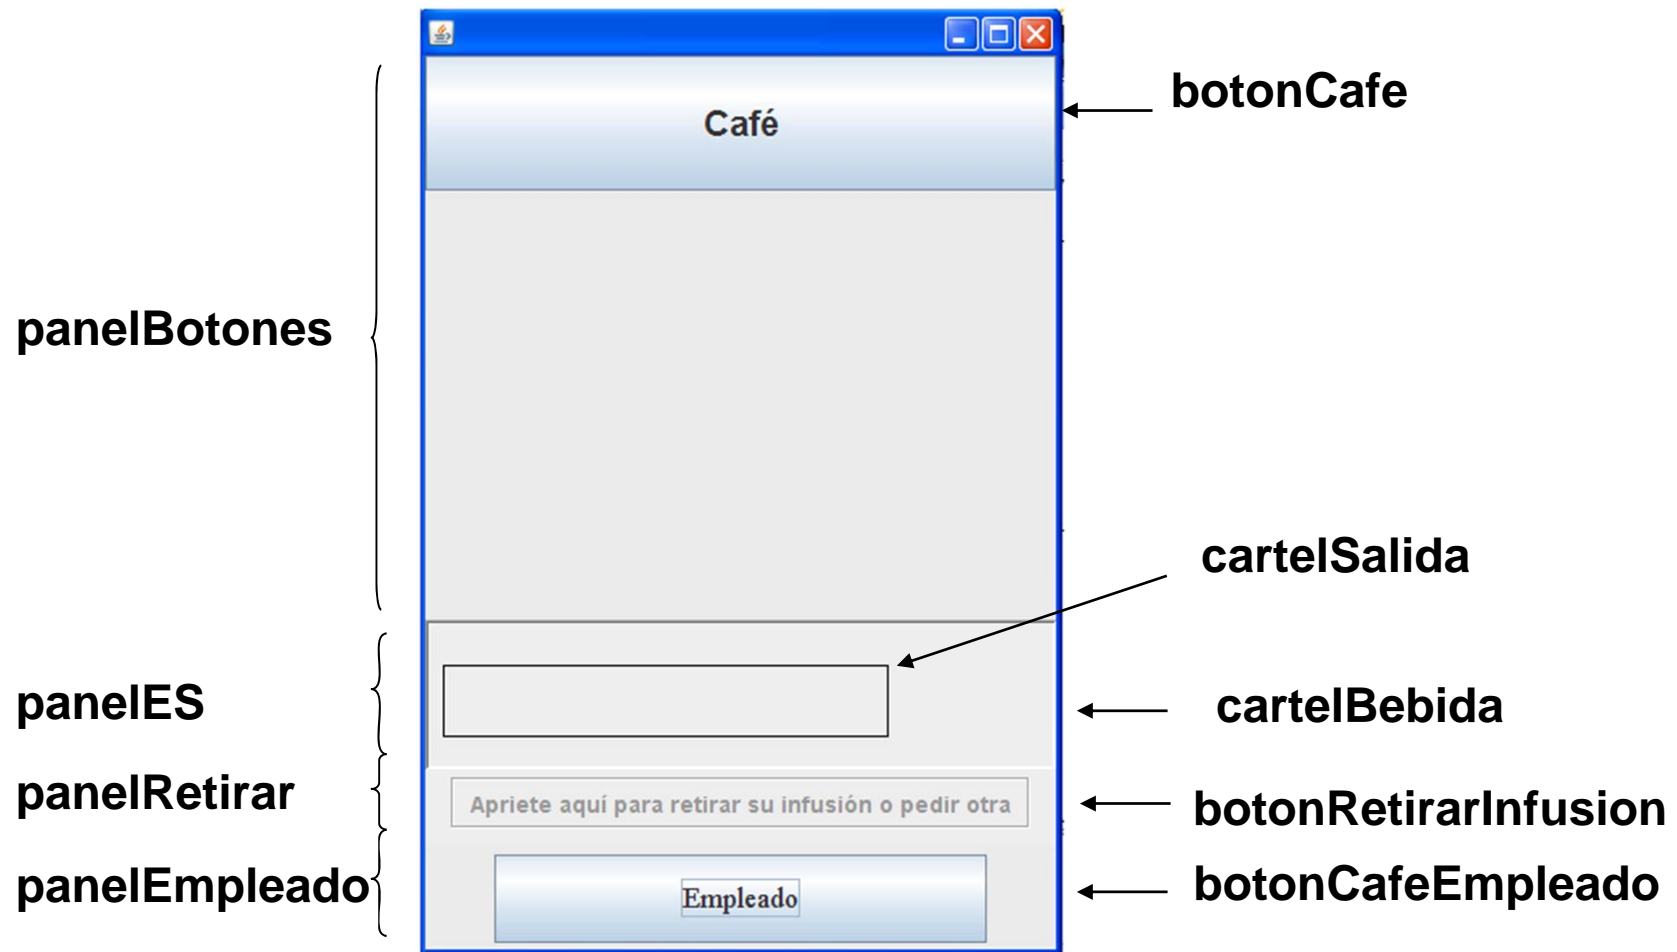 botonCafe
Café
panelBotones
cartelSalida
panelES
cartelBebida
panelRetirar
Apriete aquí para retirar su infusión o pedir otra
botonRetirarInfusion
panelEmpleado
Empleado
botonCafeEmpleado